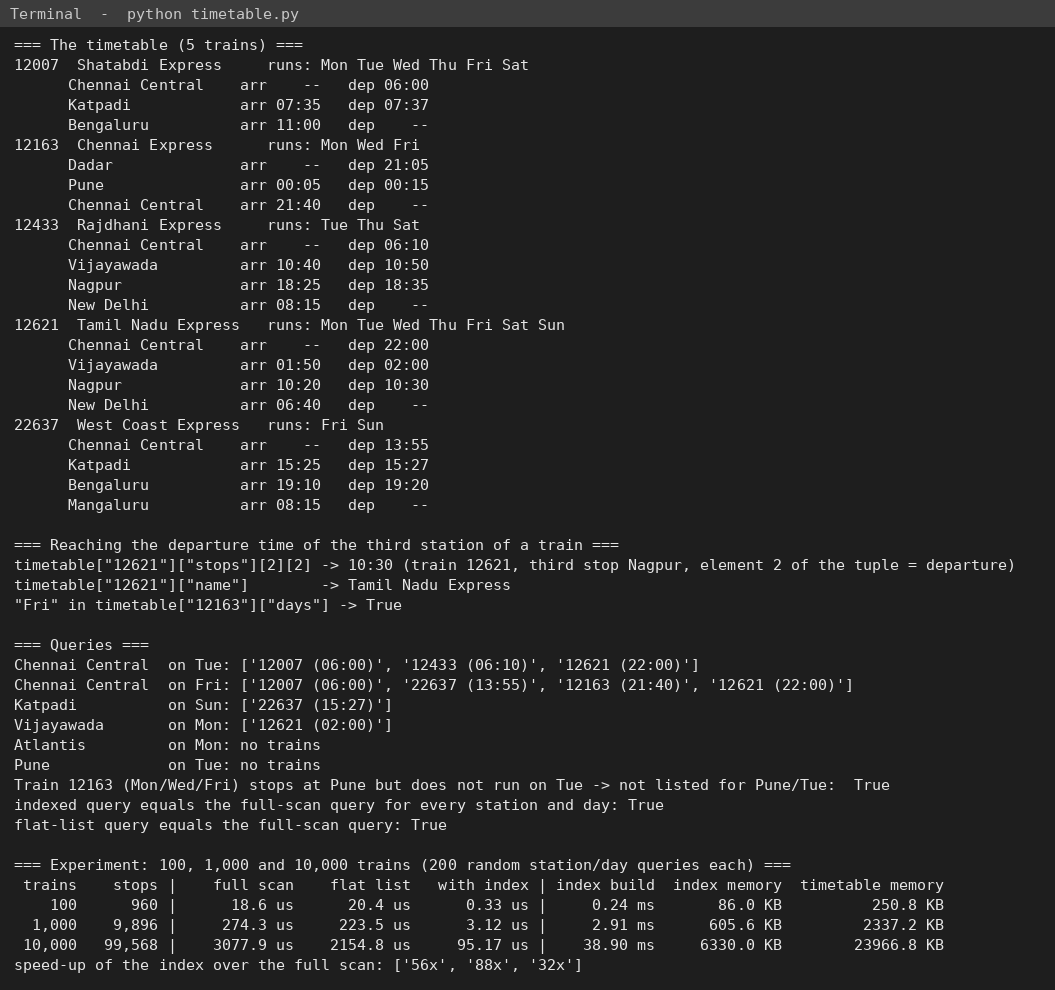 Terminal  -  python timetable.py
=== The timetable (5 trains) ===
12007  Shatabdi Express     runs: Mon Tue Wed Thu Fri Sat
      Chennai Central    arr    --   dep 06:00
      Katpadi            arr 07:35   dep 07:37
      Bengaluru          arr 11:00   dep    --
12163  Chennai Express      runs: Mon Wed Fri
      Dadar              arr    --   dep 21:05
      Pune               arr 00:05   dep 00:15
      Chennai Central    arr 21:40   dep    --
12433  Rajdhani Express     runs: Tue Thu Sat
      Chennai Central    arr    --   dep 06:10
      Vijayawada         arr 10:40   dep 10:50
      Nagpur             arr 18:25   dep 18:35
      New Delhi          arr 08:15   dep    --
12621  Tamil Nadu Express   runs: Mon Tue Wed Thu Fri Sat Sun
      Chennai Central    arr    --   dep 22:00
      Vijayawada         arr 01:50   dep 02:00
      Nagpur             arr 10:20   dep 10:30
      New Delhi          arr 06:40   dep    --
22637  West Coast Express   runs: Fri Sun
      Chennai Central    arr    --   dep 13:55
      Katpadi            arr 15:25   dep 15:27
      Bengaluru          arr 19:10   dep 19:20
      Mangaluru          arr 08:15   dep    --
=== Reaching the departure time of the third station of a train ===
timetable["12621"]["stops"][2][2] -> 10:30 (train 12621, third stop Nagpur, element 2 of the tuple = departure)
timetable["12621"]["name"]        -> Tamil Nadu Express
"Fri" in timetable["12163"]["days"] -> True
=== Queries ===
Chennai Central  on Tue: ['12007 (06:00)', '12433 (06:10)', '12621 (22:00)']
Chennai Central  on Fri: ['12007 (06:00)', '22637 (13:55)', '12163 (21:40)', '12621 (22:00)']
Katpadi          on Sun: ['22637 (15:27)']
Vijayawada       on Mon: ['12621 (02:00)']
Atlantis         on Mon: no trains
Pune             on Tue: no trains
Train 12163 (Mon/Wed/Fri) stops at Pune but does not run on Tue -> not listed for Pune/Tue:  True
indexed query equals the full-scan query for every station and day: True
flat-list query equals the full-scan query: True
=== Experiment: 100, 1,000 and 10,000 trains (200 random station/day queries each) ===
 trains    stops |    full scan    flat list   with index | index build  index memory  timetable memory
    100      960 |      18.6 us      20.4 us      0.33 us |     0.24 ms       86.0 KB          250.8 KB
  1,000    9,896 |     274.3 us     223.5 us      3.12 us |     2.91 ms      605.6 KB         2337.2 KB
 10,000   99,568 |    3077.9 us    2154.8 us     95.17 us |    38.90 ms     6330.0 KB        23966.8 KB
speed-up of the index over the full scan: ['56x', '88x', '32x']